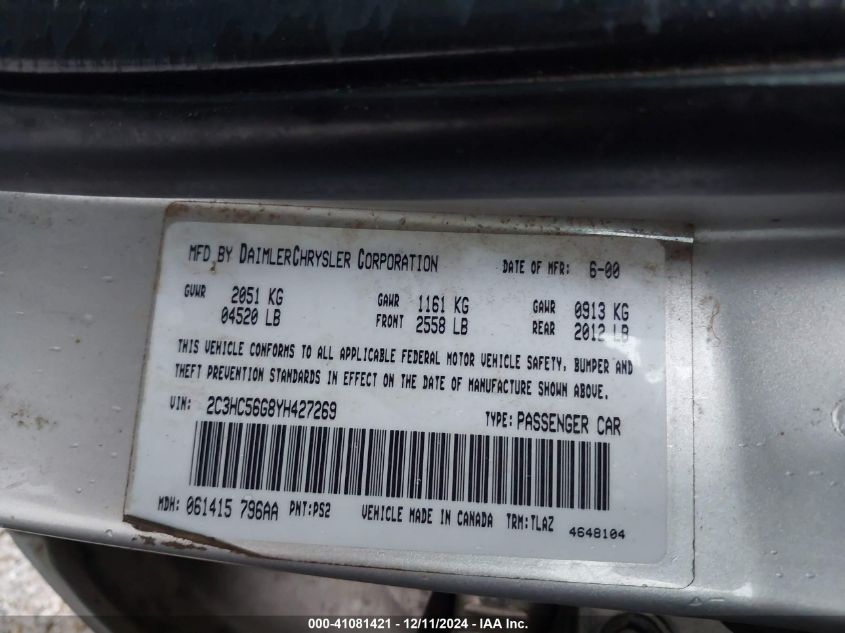 MFD BY DAIMLERCHRYSLER CORPORATION DATE OF MFR: 6-00
GVWR 2051 KG GAWR 1161 KG GAWR 0913 KG
04520 LB FRONT 2558 LB REAR 2012 LB
THIS VEHICLE CONFORMS TO ALL APPLICABLE FEDERAL MOTOR VEHICLE SAFETY, BUMPER AND
THEFT PREVENTION STANDARDS IN EFFECT ON THE DATE OF MANUFACTURE SHOWN ABOVE.
VIN: 2C3HC56G8YH427269 TYPE: PASSENGER CAR
MDH: 061415 796AA PNT:PS2 VEHICLE MADE IN CANADA TRM:TLAZ 4648104
000-41081421 - 12/11/2024 - IAA Inc.